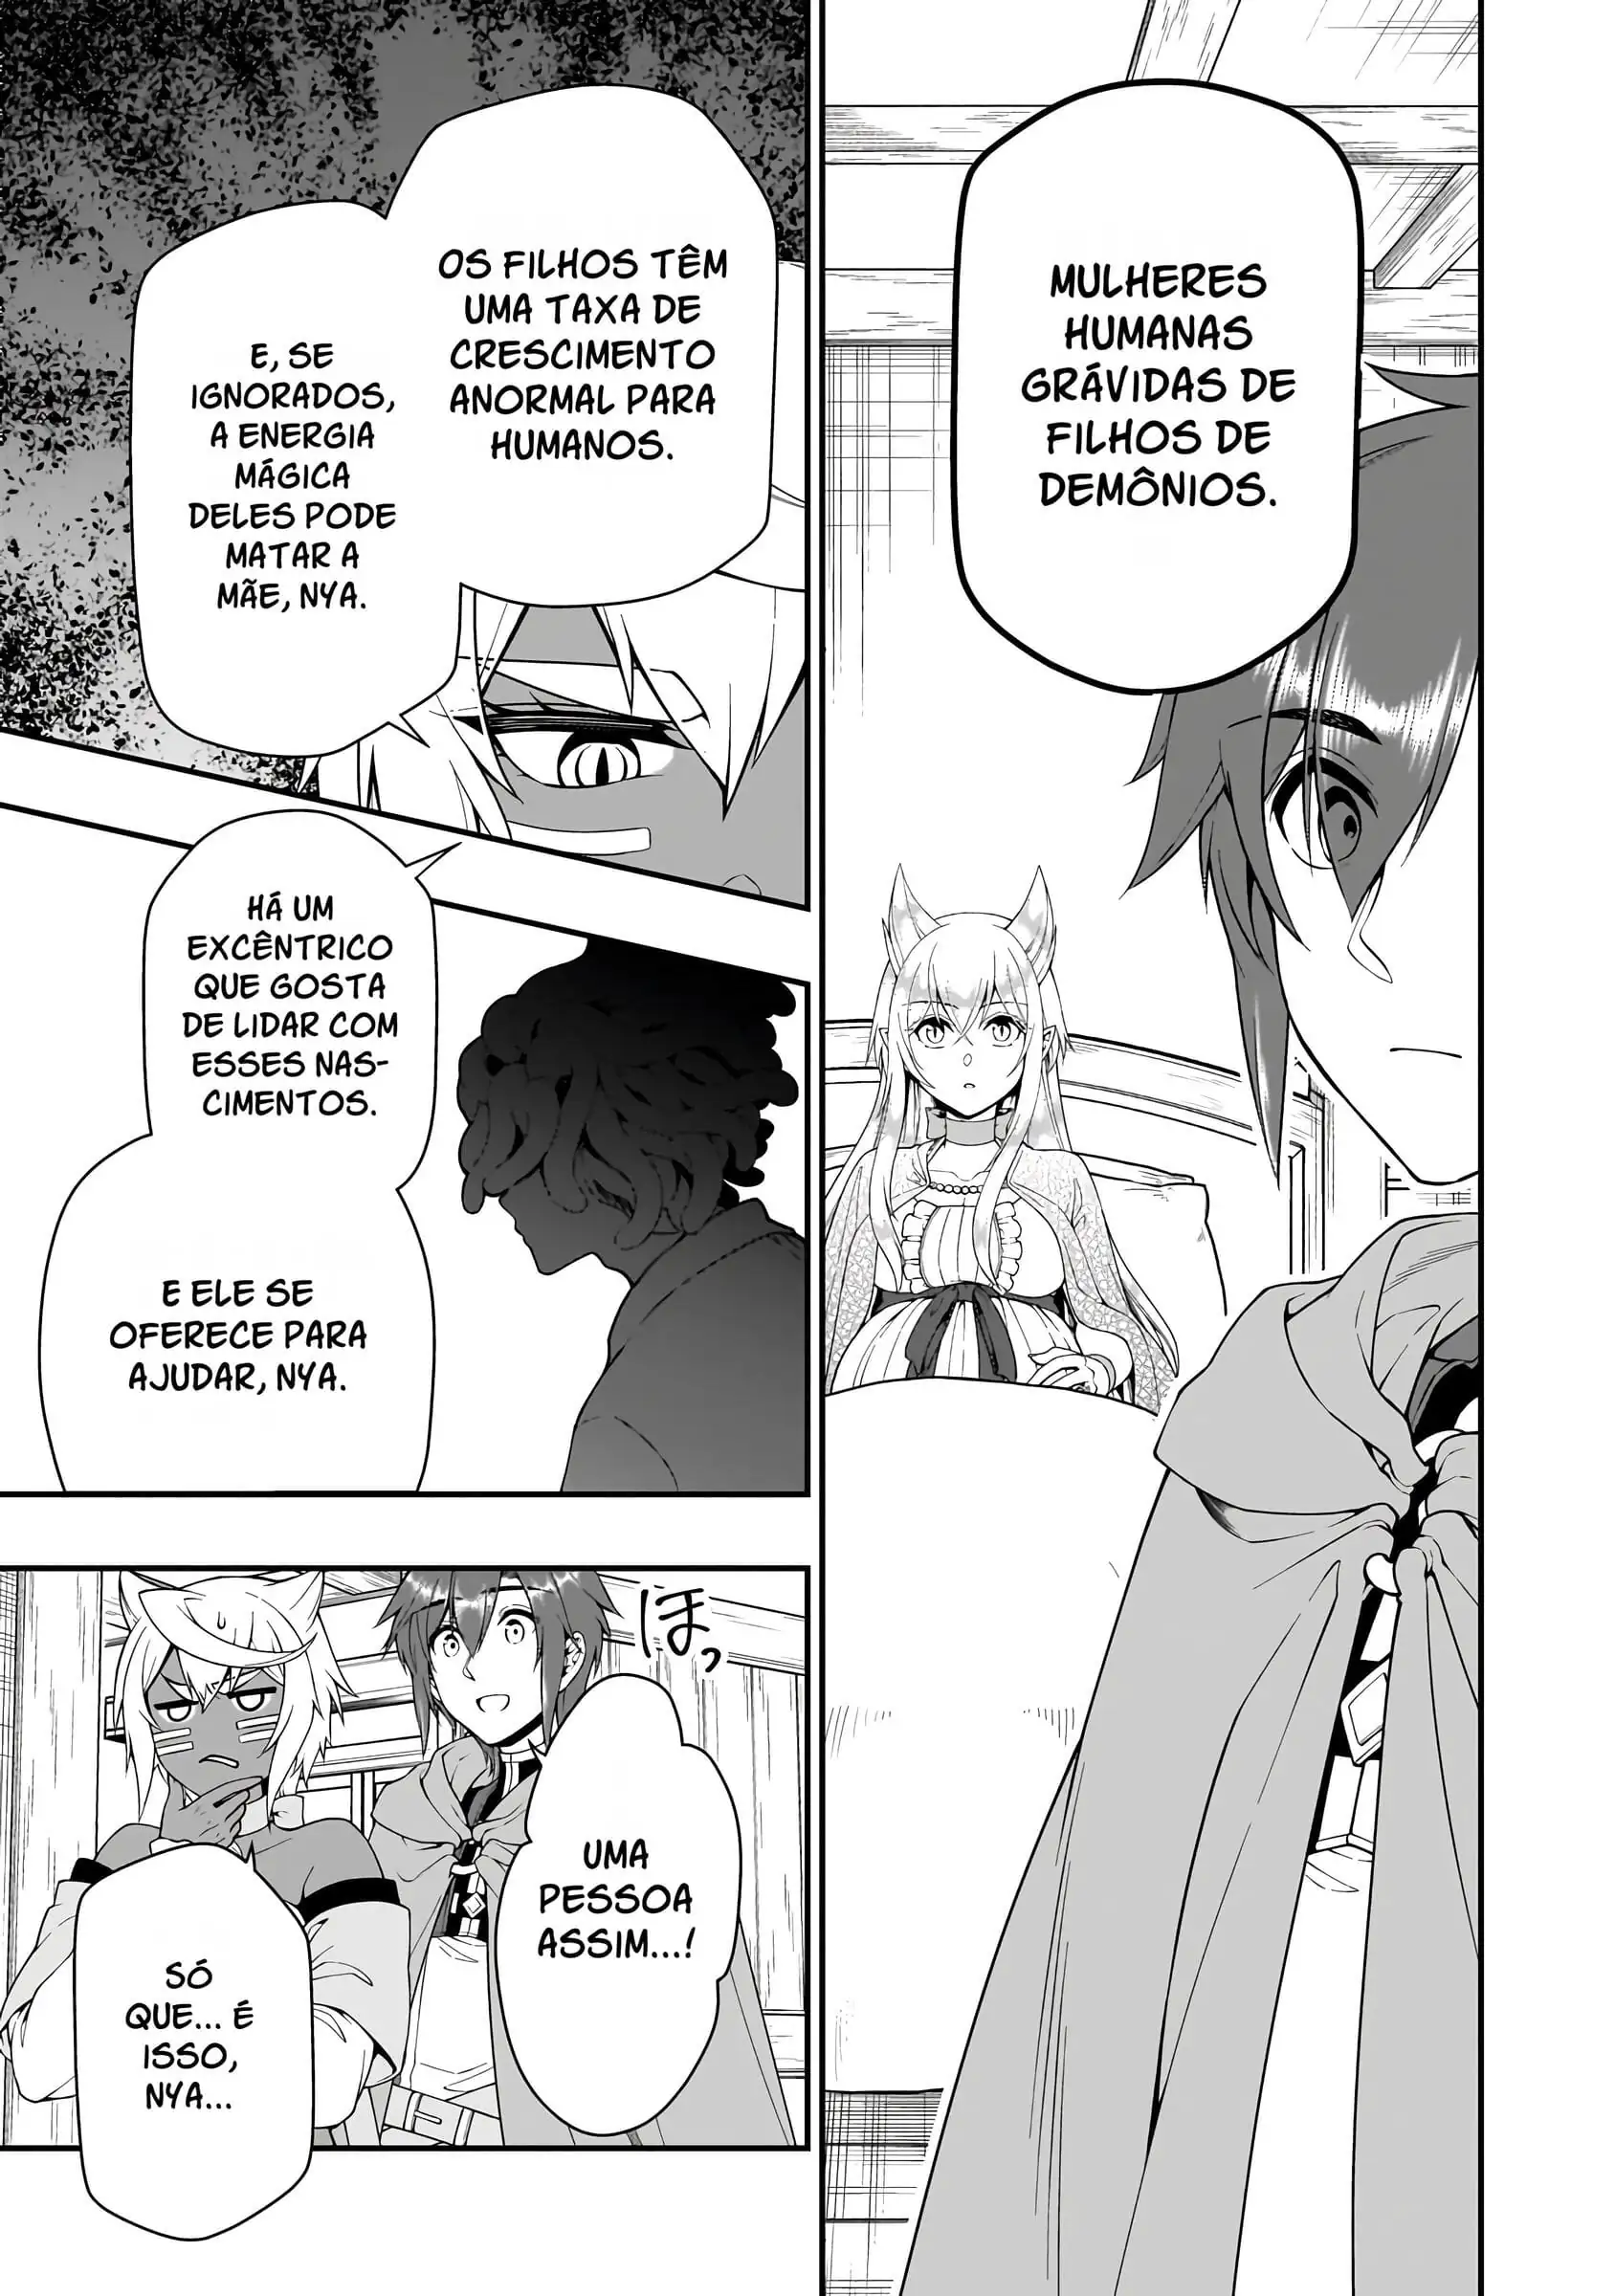 MULHERES
HUMANAS
GRÁVIDAS DE
FILHOS DE
DEMÔNIOS.
OS FILHOS TÊM
UMA TAXA DE
CRESCIMENTO
ANORMAL PARA
HUMANOS.
E, SE
IGNORADOS,
A ENERGIA
MÁGICA
DELES PODE
MATAR A
MÃE, NYA.
HÁ UM
EXCÊNTRICO
QUE GOSTA
DE LIDAR COM
ESSES NAS-
CIMENTOS.
E ELE SE
OFERECE PARA
AJUDAR, NYA.
ほっ
UMA
PESSOA
ASSIM...!
SÓ
QUE... É
ISSO,
NYA...